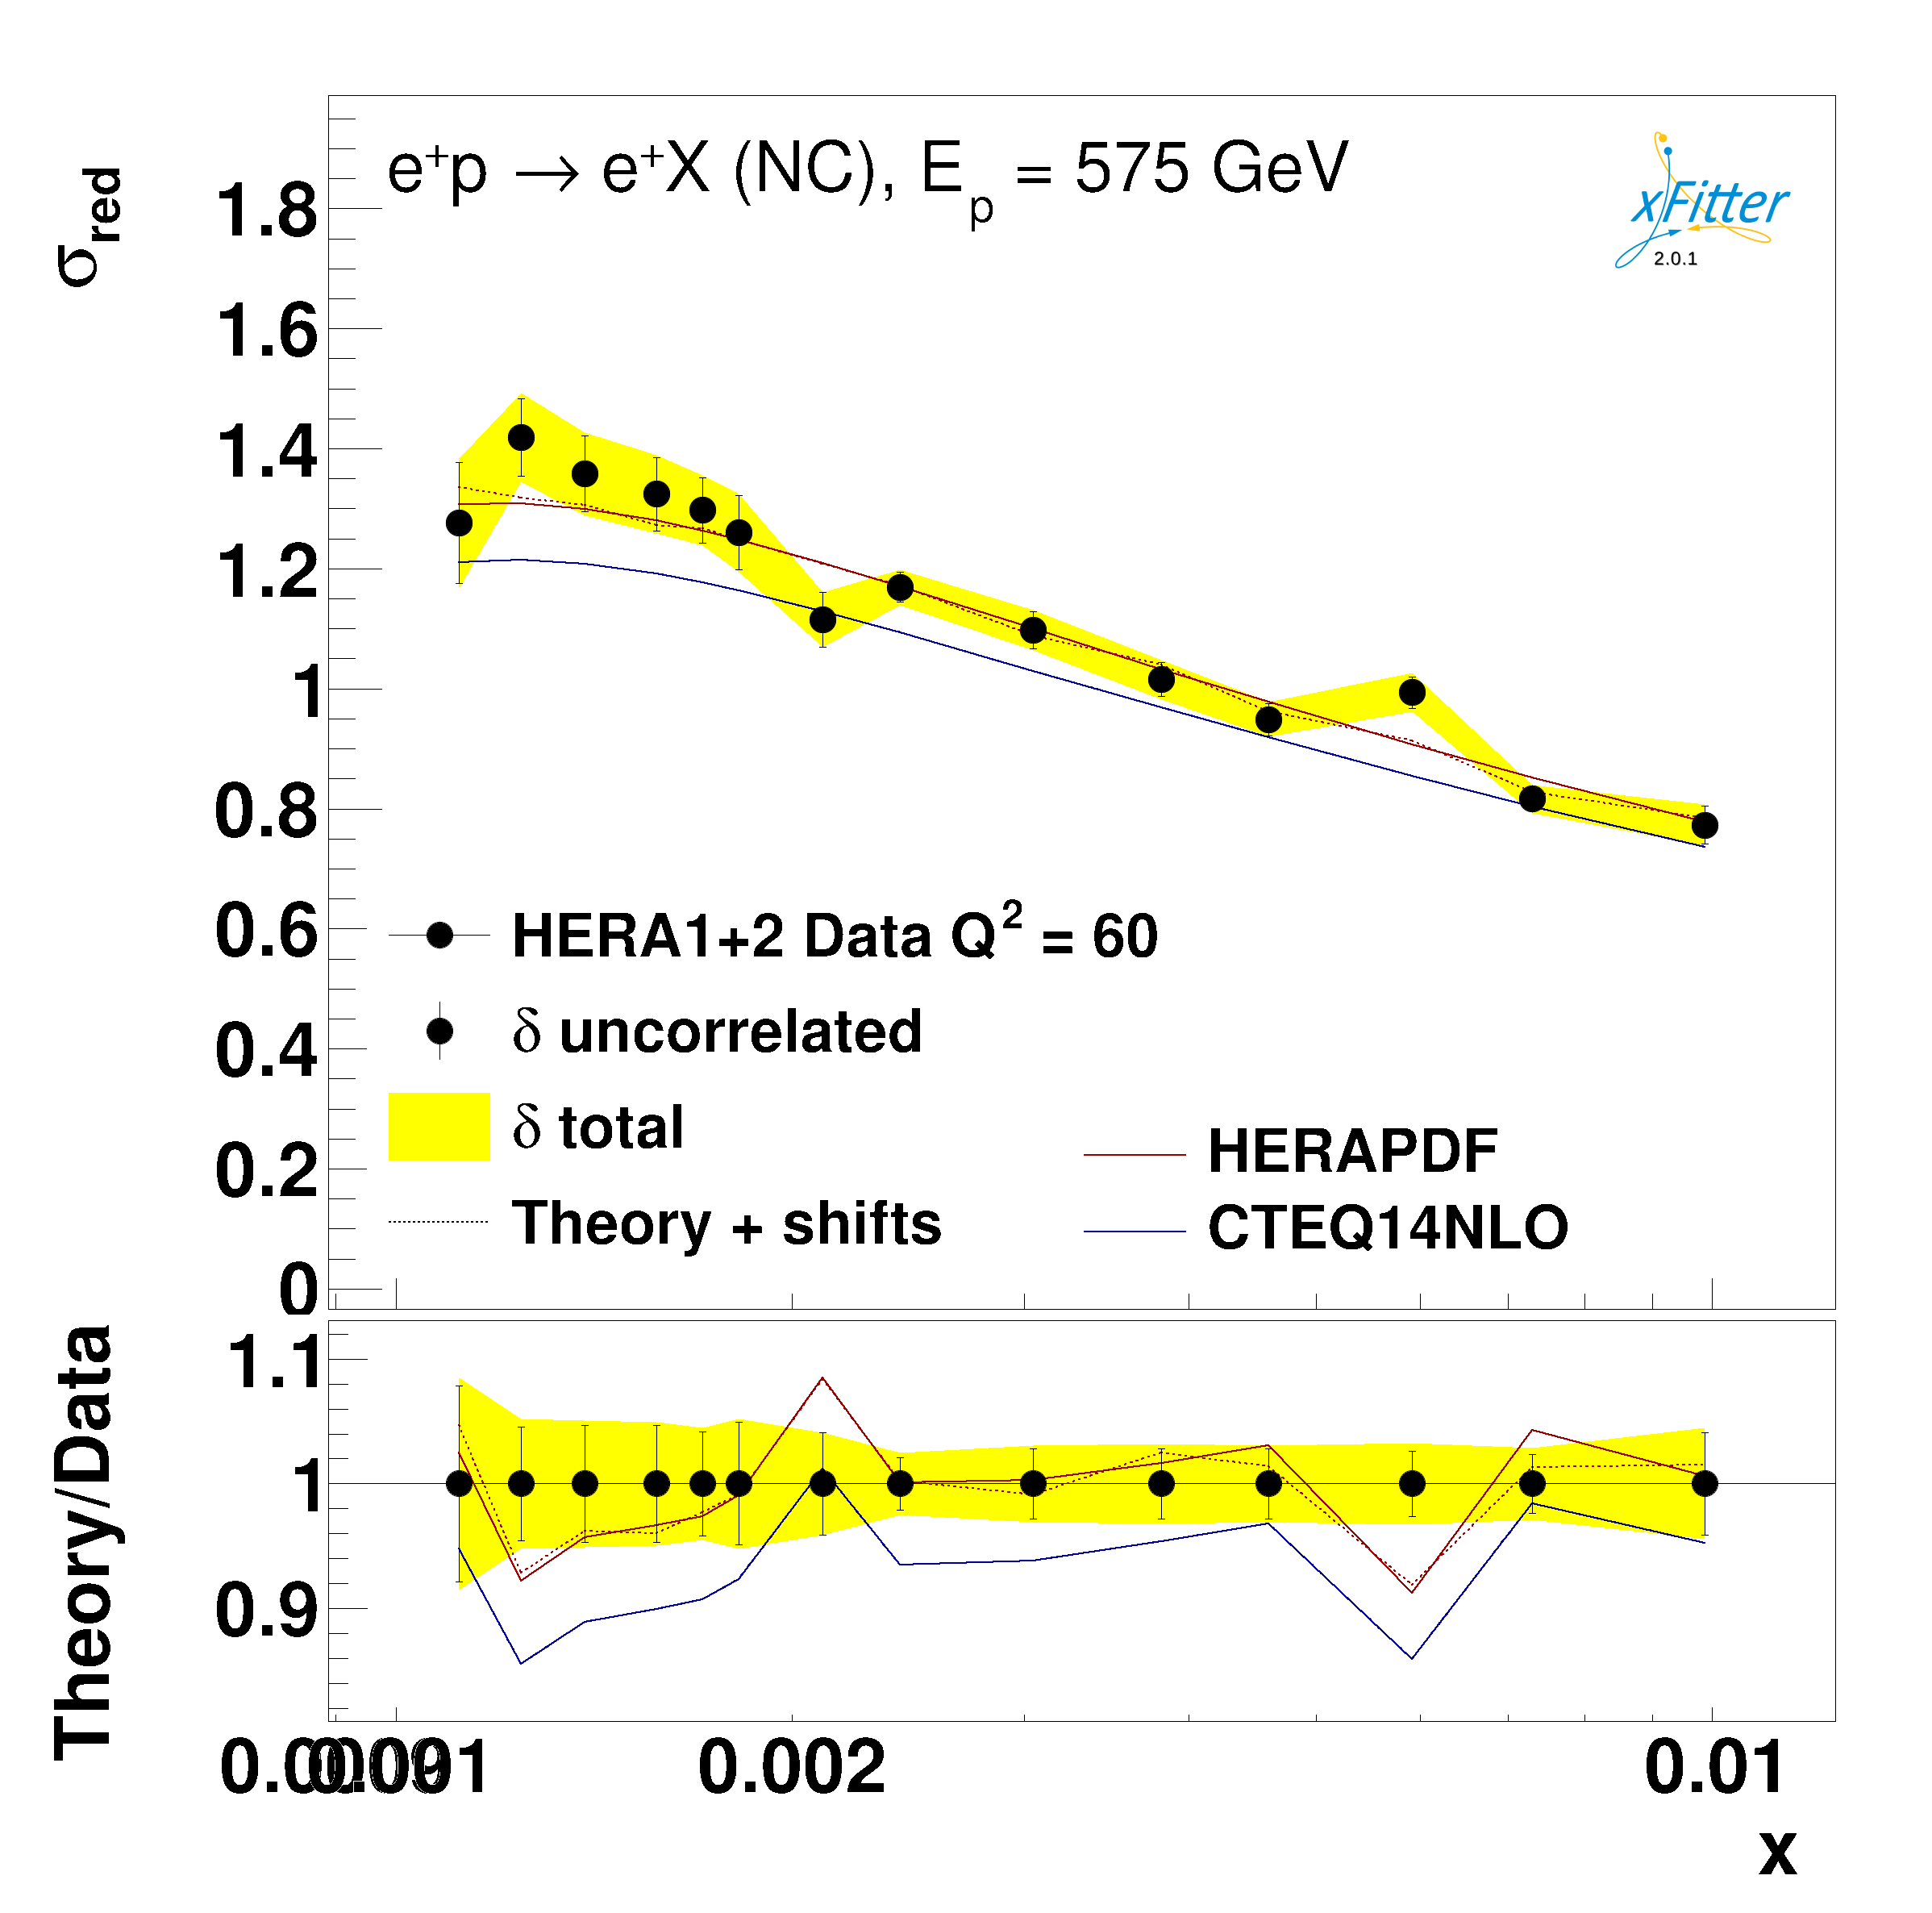 σred
e+p → e+X (NC), Ep = 575 GeV
xFitter
2.0.1
1.8
1.6
1.4
1.2
1
0.8
0.6
0.4
0.2
0
HERA1+2 Data Q2 = 60
δ uncorrelated
δ total
Theory + shifts
HERAPDF
CTEQ14NLO
Theory/Data
1.1
1
0.9
0.002
0.01
x